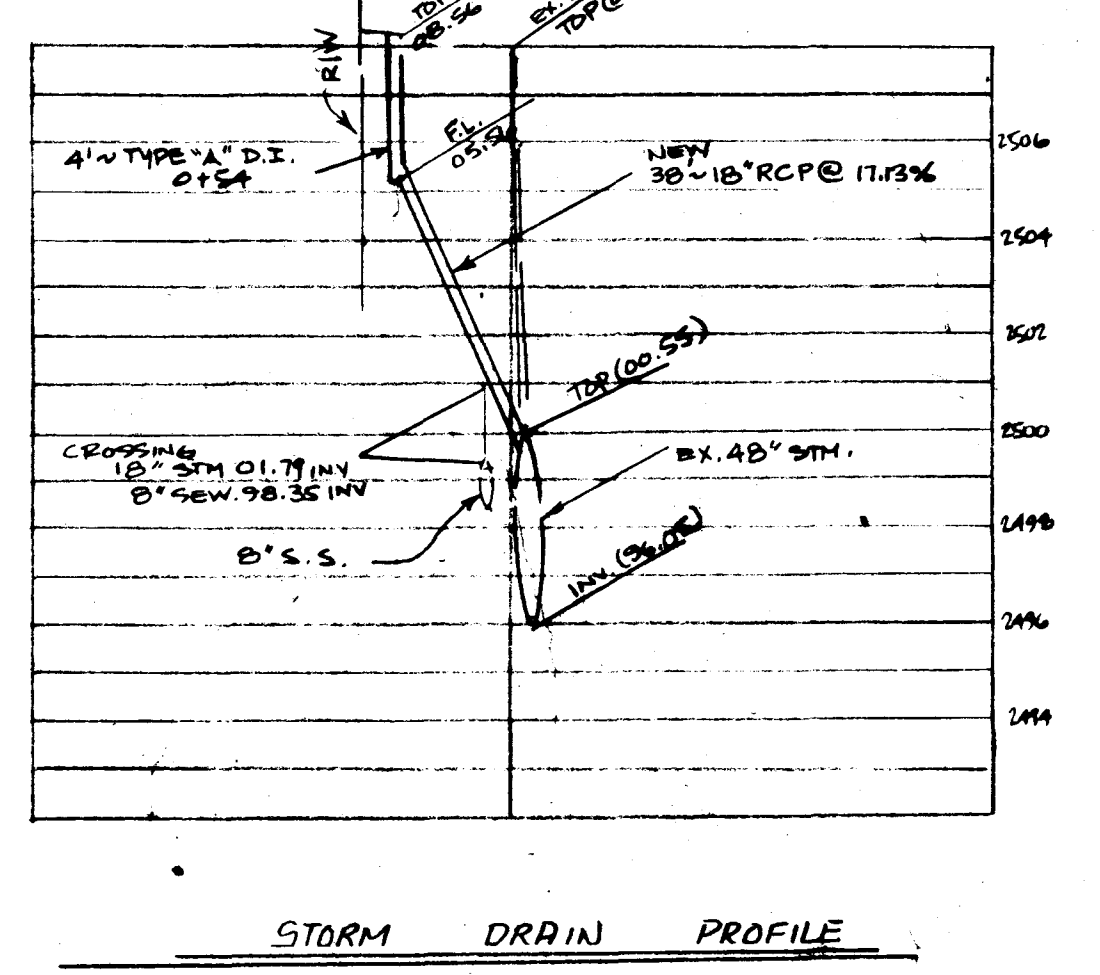 TOP
08.56
EX.
TOP@
R/W
F.L.
05.56
2506
4'~TYPE "A" D.I.
0+54
NEW
38'~18" RCP @ 17.13%
2504
2502
TOP (00.55)
2500
CROSSING
18" STM 01.79 INV
8" SEW. 98.35 INV
EX. 48" STM.
2498
8" S.S.
INV. (96.05)
2496
2494
STORM DRAIN PROFILE